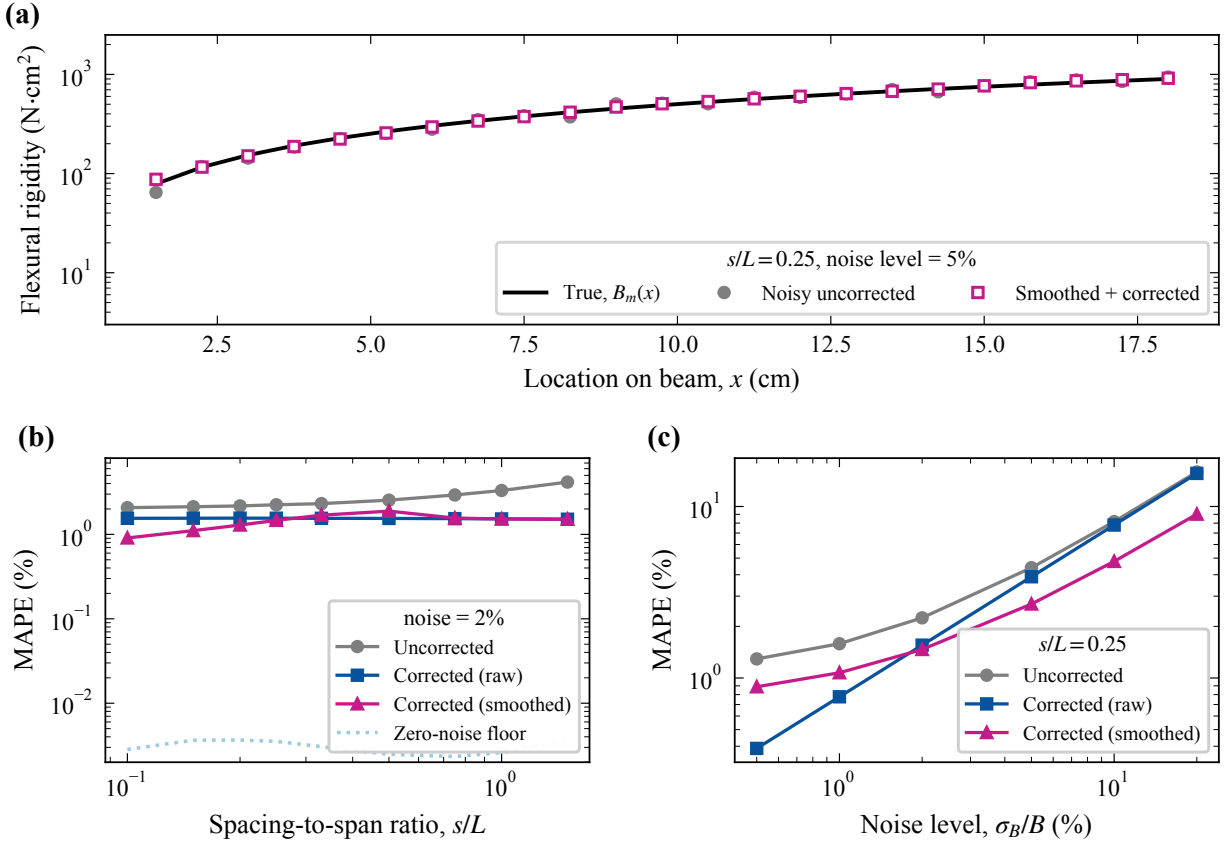 (a)
Flexural rigidity (N·cm²)
10³
10²
10¹
s/L = 0.25, noise level = 5%
True, Bₘ(x)
Noisy uncorrected
Smoothed + corrected
2.5 5.0 7.5 10.0 12.5 15.0 17.5
Location on beam, x (cm)
(b)
MAPE (%)
10⁰
10⁻¹
10⁻²
noise = 2%
Uncorrected
Corrected (raw)
Corrected (smoothed)
Zero-noise floor
10⁻¹ 10⁰
Spacing-to-span ratio, s/L
(c)
MAPE (%)
10¹
10⁰
s/L = 0.25
Uncorrected
Corrected (raw)
Corrected (smoothed)
10⁰ 10¹
Noise level, σ_B/B (%)